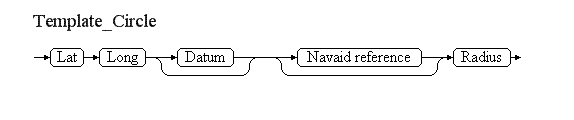 Template_Circle
Lat Long Datum Navaid reference Radius